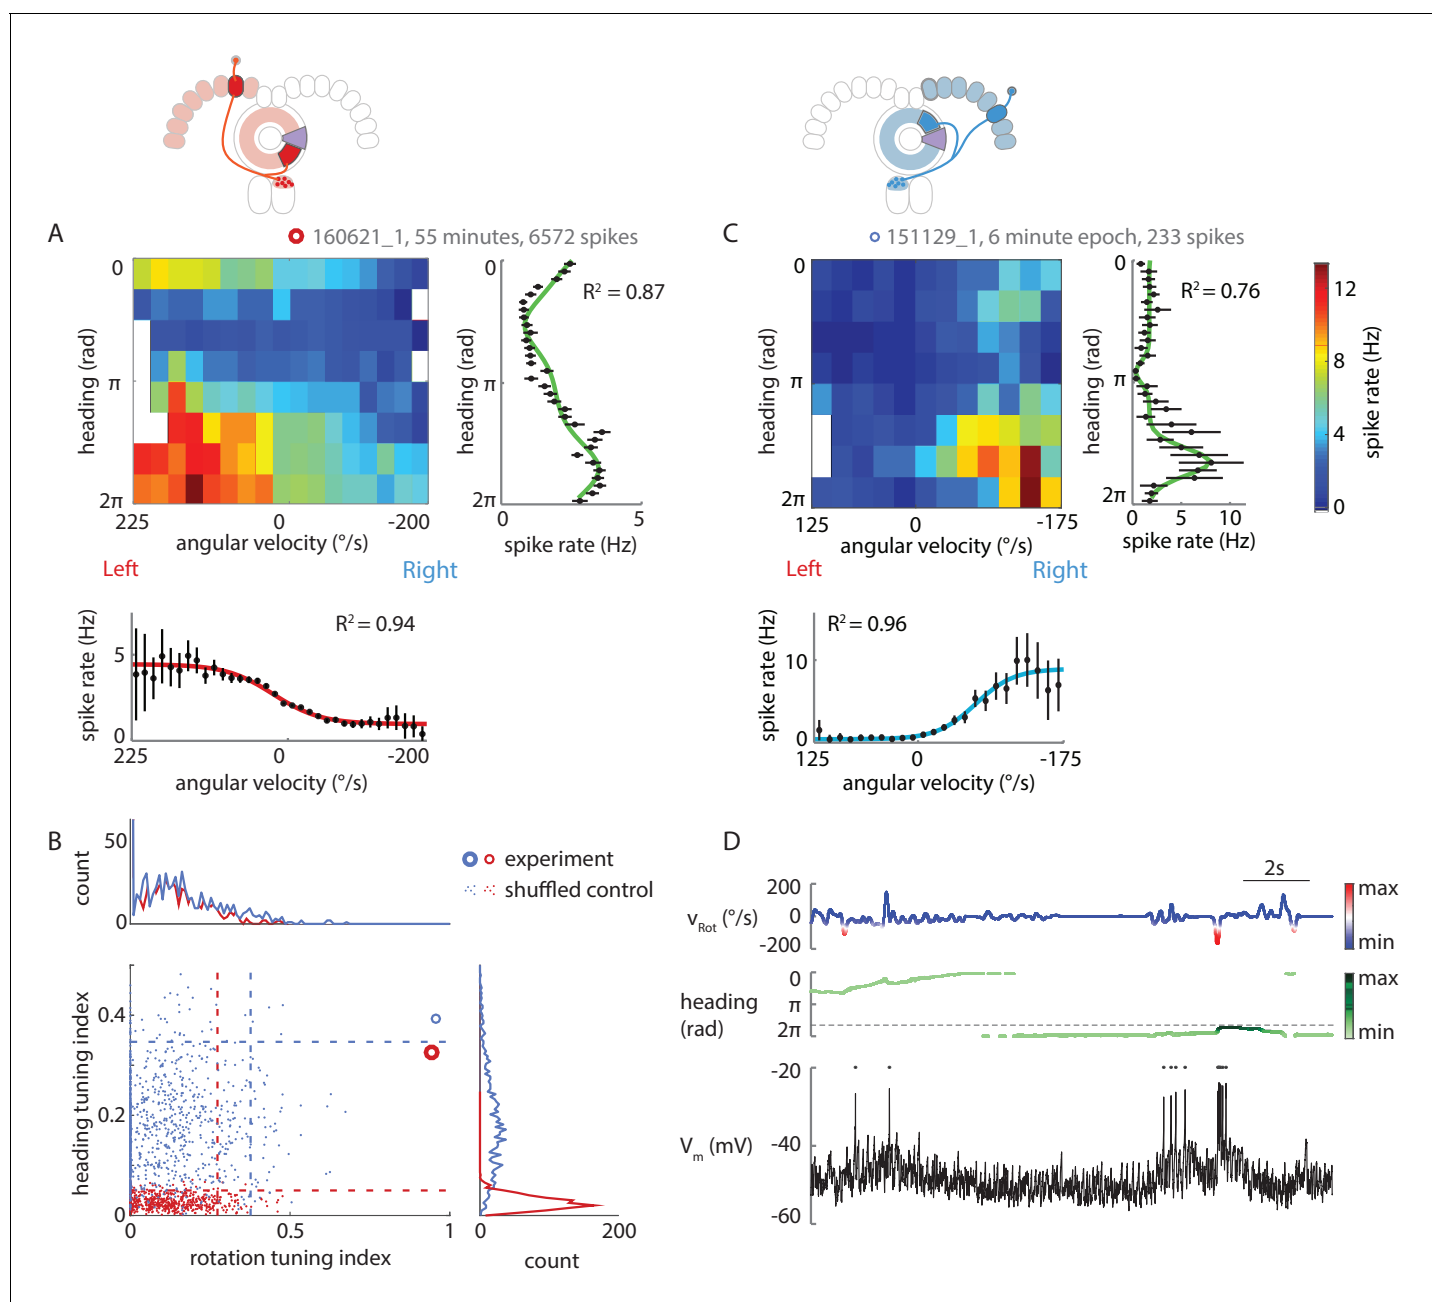 A
160621_1, 55 minutes, 6572 spikes
0
π
2π
heading (rad)
225
0
-200
angular velocity (°/s)
Left
Right
0
π
2π
heading (rad)
R² = 0.87
0
5
spike rate (Hz)
5
0
spike rate (Hz)
R² = 0.94
225
0
-200
angular velocity (°/s)
C
151129_1, 6 minute epoch, 233 spikes
0
π
2π
heading (rad)
125
0
-175
angular velocity (°/s)
Left
Right
0
π
2π
heading (rad)
R² = 0.76
0
5
10
spike rate (Hz)
12
8
4
0
spike rate (Hz)
10
0
spike rate (Hz)
R² = 0.96
125
0
-175
angular velocity (°/s)
B
50
0
count
experiment
shuffled control
0.4
0.2
0
heading tuning index
0
0.5
1
rotation tuning index
0
200
count
D
2s
200
0
-200
vRot (°/s)
max
min
0
π
2π
heading
(rad)
max
min
-20
-40
-60
Vm (mV)